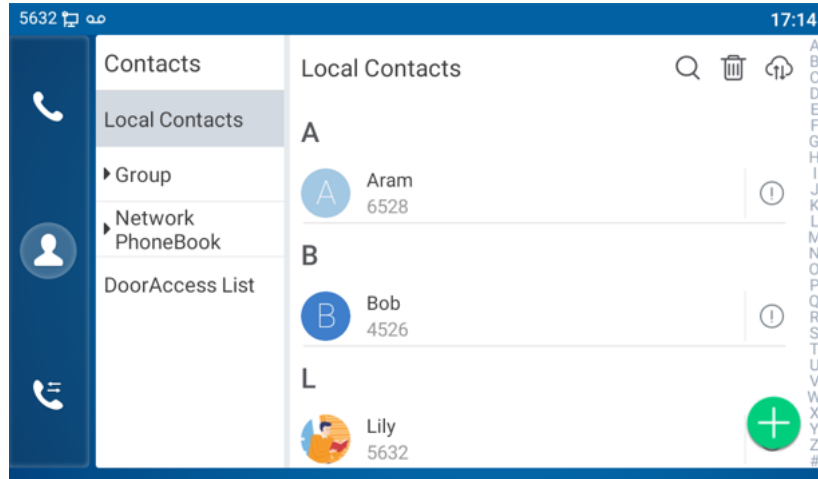 5632
17:14
Contacts
Local Contacts
Group
Network
PhoneBook
DoorAccess List
Local Contacts
A
A
Aram
6528
B
B
Bob
4526
L
Lily
5632
A
B
C
D
E
F
G
H
I
J
K
L
M
N
O
P
Q
R
S
T
U
V
W
X
Y
Z
#